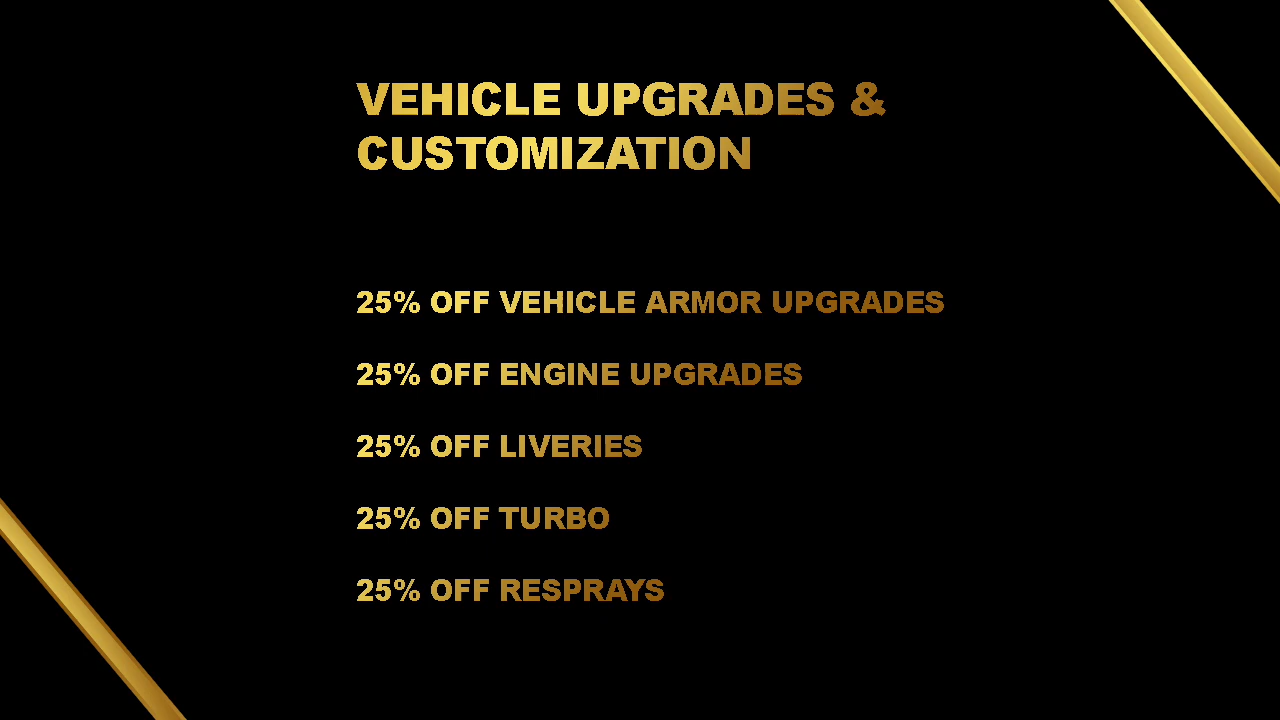 VEHICLE UPGRADES &
CUSTOMIZATION
25% OFF VEHICLE ARMOR UPGRADES
25% OFF ENGINE UPGRADES
25% OFF LIVERIES
25% OFF TURBO
25% OFF RESPRAYS